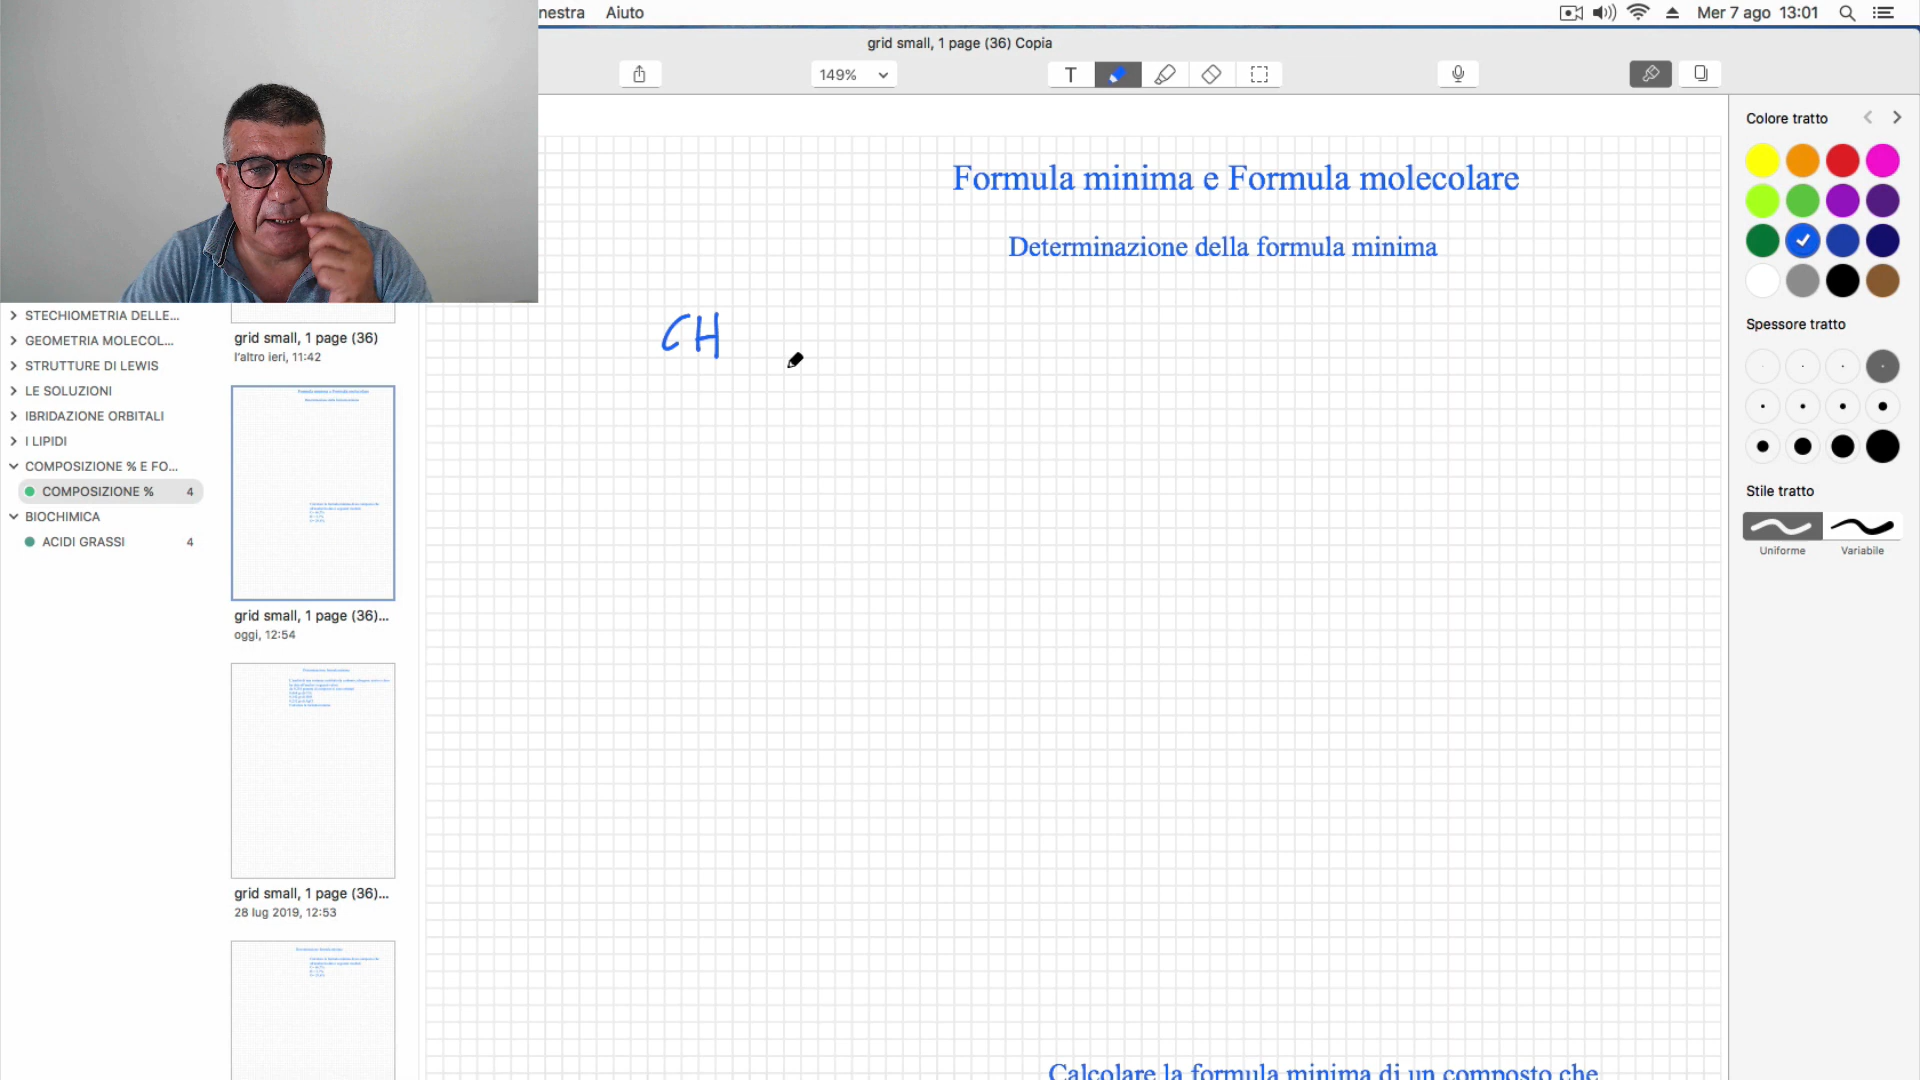 nestra Aiuto
Mer 7 ago 13:01
grid small, 1 page (36) Copia
149%
T
Formula minima e Formula molecolare
Determinazione della formula minima
CH
Calcolare la formula minima di un composto che
STECHIOMETRIA DELLE...
GEOMETRIA MOLECOL...
STRUTTURE DI LEWIS
LE SOLUZIONI
IBRIDAZIONE ORBITALI
I LIPIDI
COMPOSIZIONE % E FO...
COMPOSIZIONE % 4
BIOCHIMICA
ACIDI GRASSI 4
grid small, 1 page (36)
l'altro ieri, 11:42
grid small, 1 page (36)...
oggi, 12:54
grid small, 1 page (36)...
28 lug 2019, 12:53
Colore tratto
Spessore tratto
Stile tratto
Uniforme
Variabile